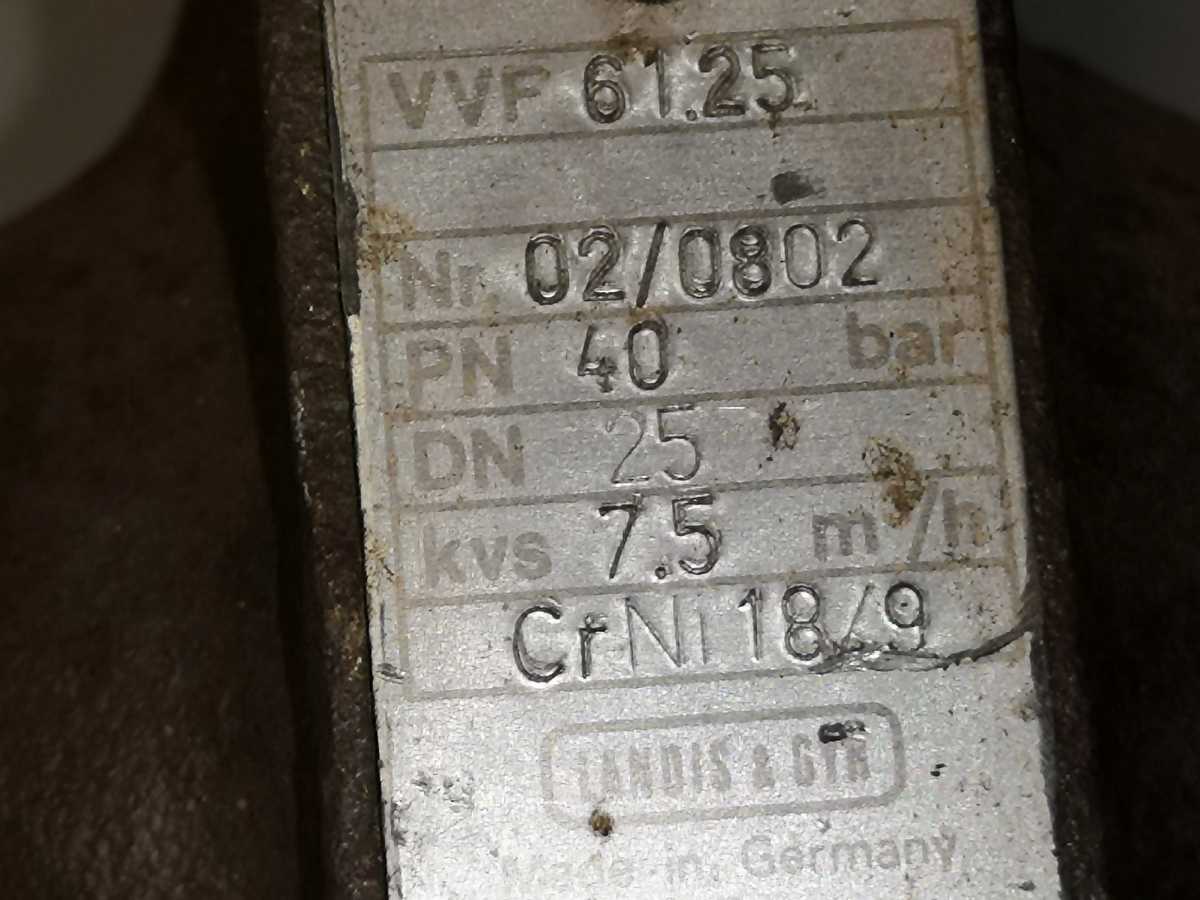 VVF 61.25
Nr. 02/0802
PN 40 bar
DN 25
kvs 7.5 m³/h
CrNi 18/9
LANDIS & GYR
Made in Germany